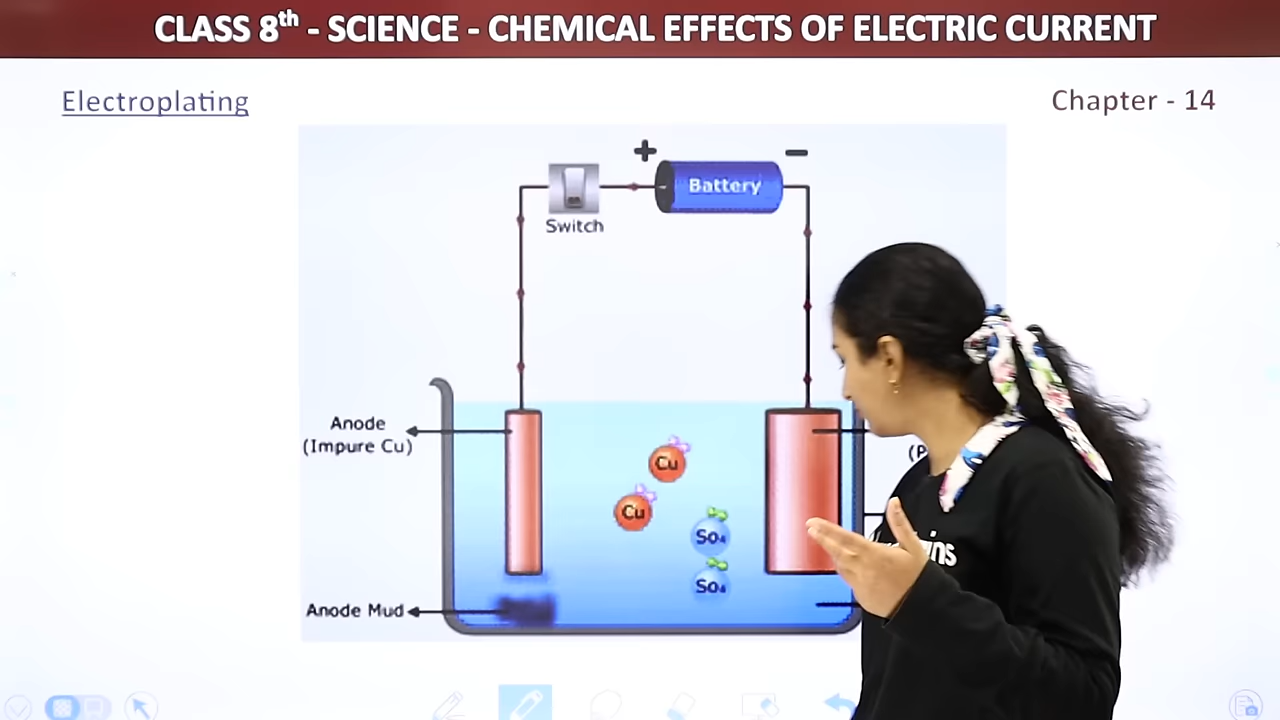 CLASS 8th - SCIENCE - CHEMICAL EFFECTS OF ELECTRIC CURRENT
Electroplating
Chapter - 14
+
−
Battery
Switch
Anode
(Impure Cu)
Cu
Cu
So₄
So₄
Anode Mud
(P